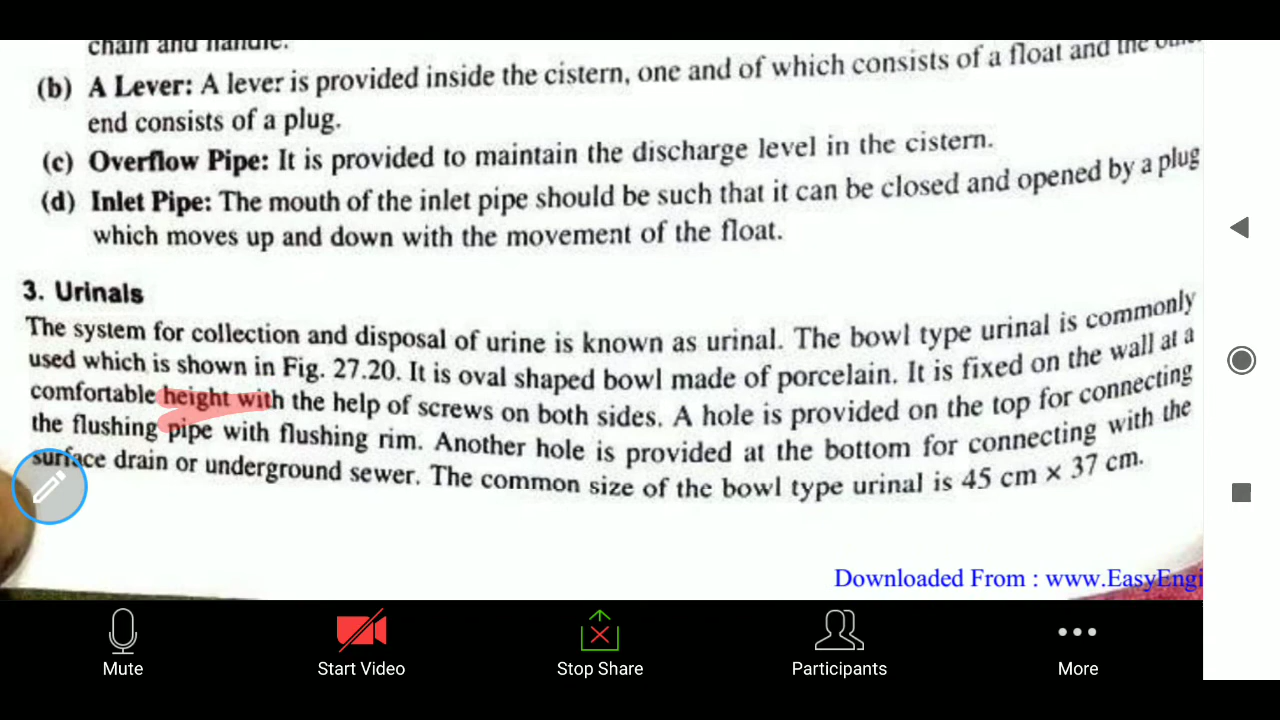 chain and handle.
(b) A Lever: A lever is provided inside the cistern, one and of which consists of a float and the
end consists of a plug.
(c) Overflow Pipe: It is provided to maintain the discharge level in the cistern.
(d) Inlet Pipe: The mouth of the inlet pipe should be such that it can be closed and opened by a plug
which moves up and down with the movement of the float.
3. Urinals
The system for collection and disposal of urine is known as urinal. The bowl type urinal is commonly
used which is shown in Fig. 27.20. It is oval shaped bowl made of porcelain. It is fixed on the wall at a
comfortable height with the help of screws on both sides. A hole is provided on the top for connecting
the flushing pipe with flushing rim. Another hole is provided at the bottom for connecting with the
surface drain or underground sewer. The common size of the bowl type urinal is 45 cm × 37 cm.
Downloaded From : www.EasyEngi
Mute
Start Video
Stop Share
Participants
More